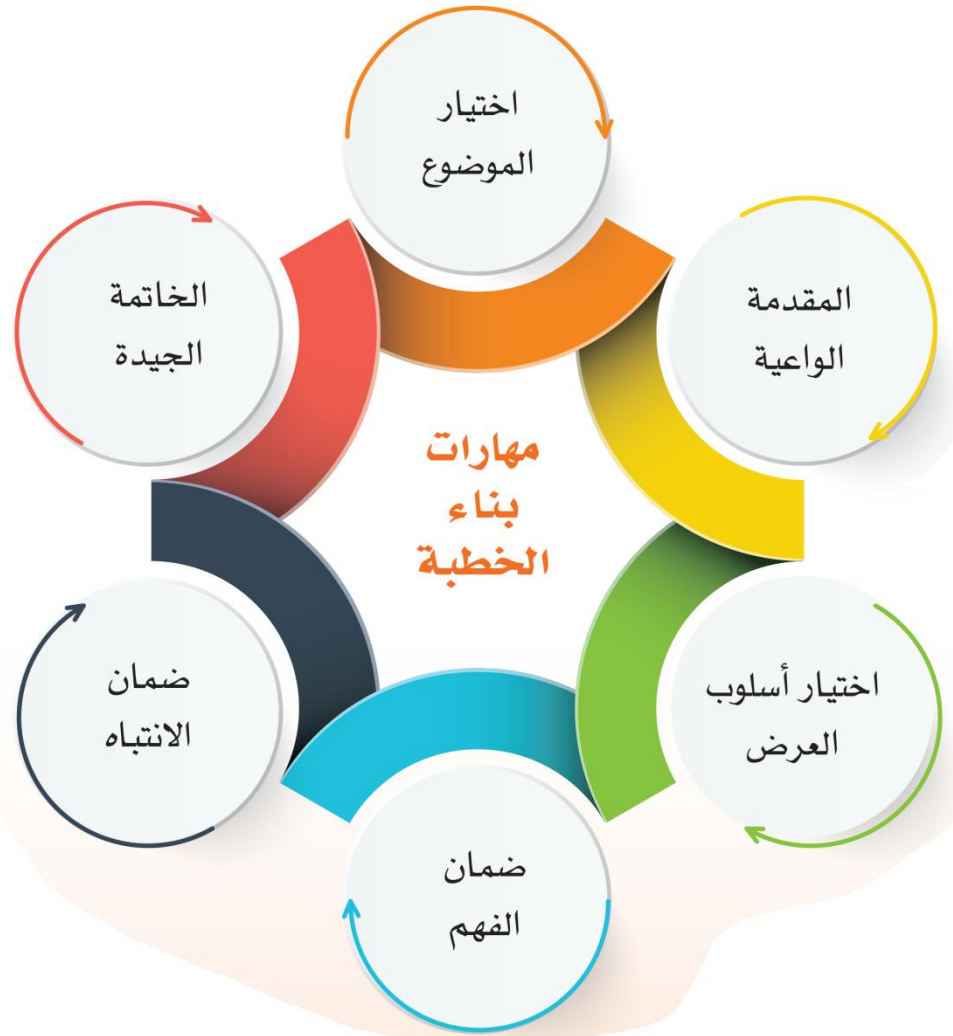 مهارات
بناء
الخطبة
اختيار
الموضوع
المقدمة
الواعية
اختيار أسلوب
العرض
ضمان
الفهم
ضمان
الانتباه
الخاتمة
الجيدة